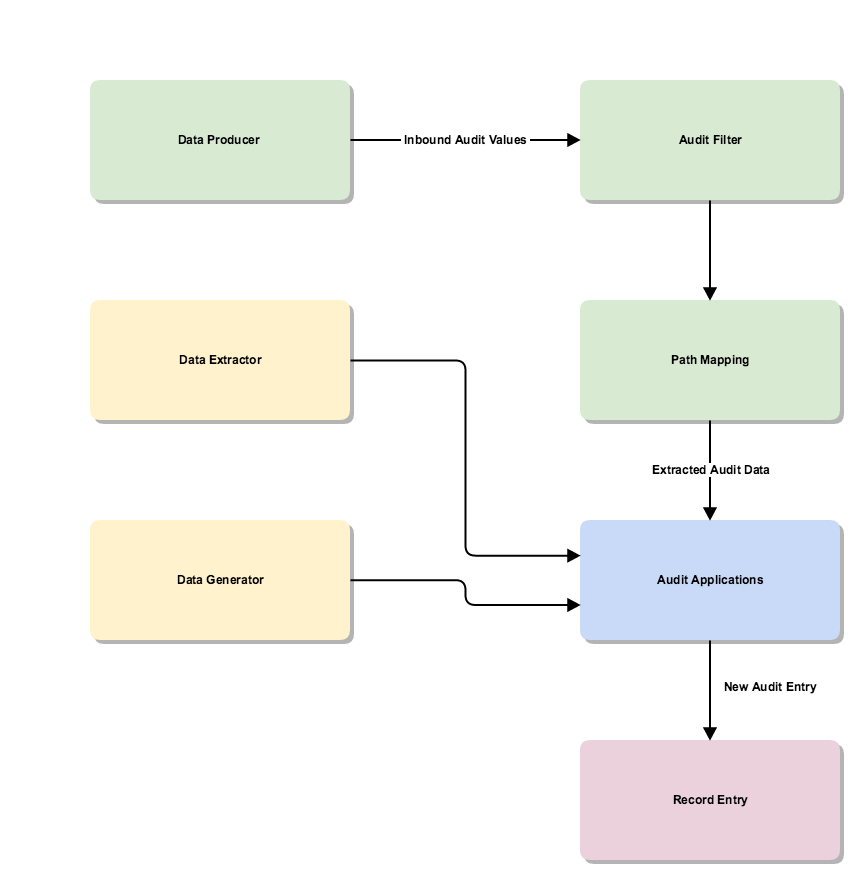 Data Producer
Inbound Audit Values
Audit Filter
Data Extractor
Path Mapping
Extracted Audit Data
Data Generator
Audit Applications
New Audit Entry
Record Entry